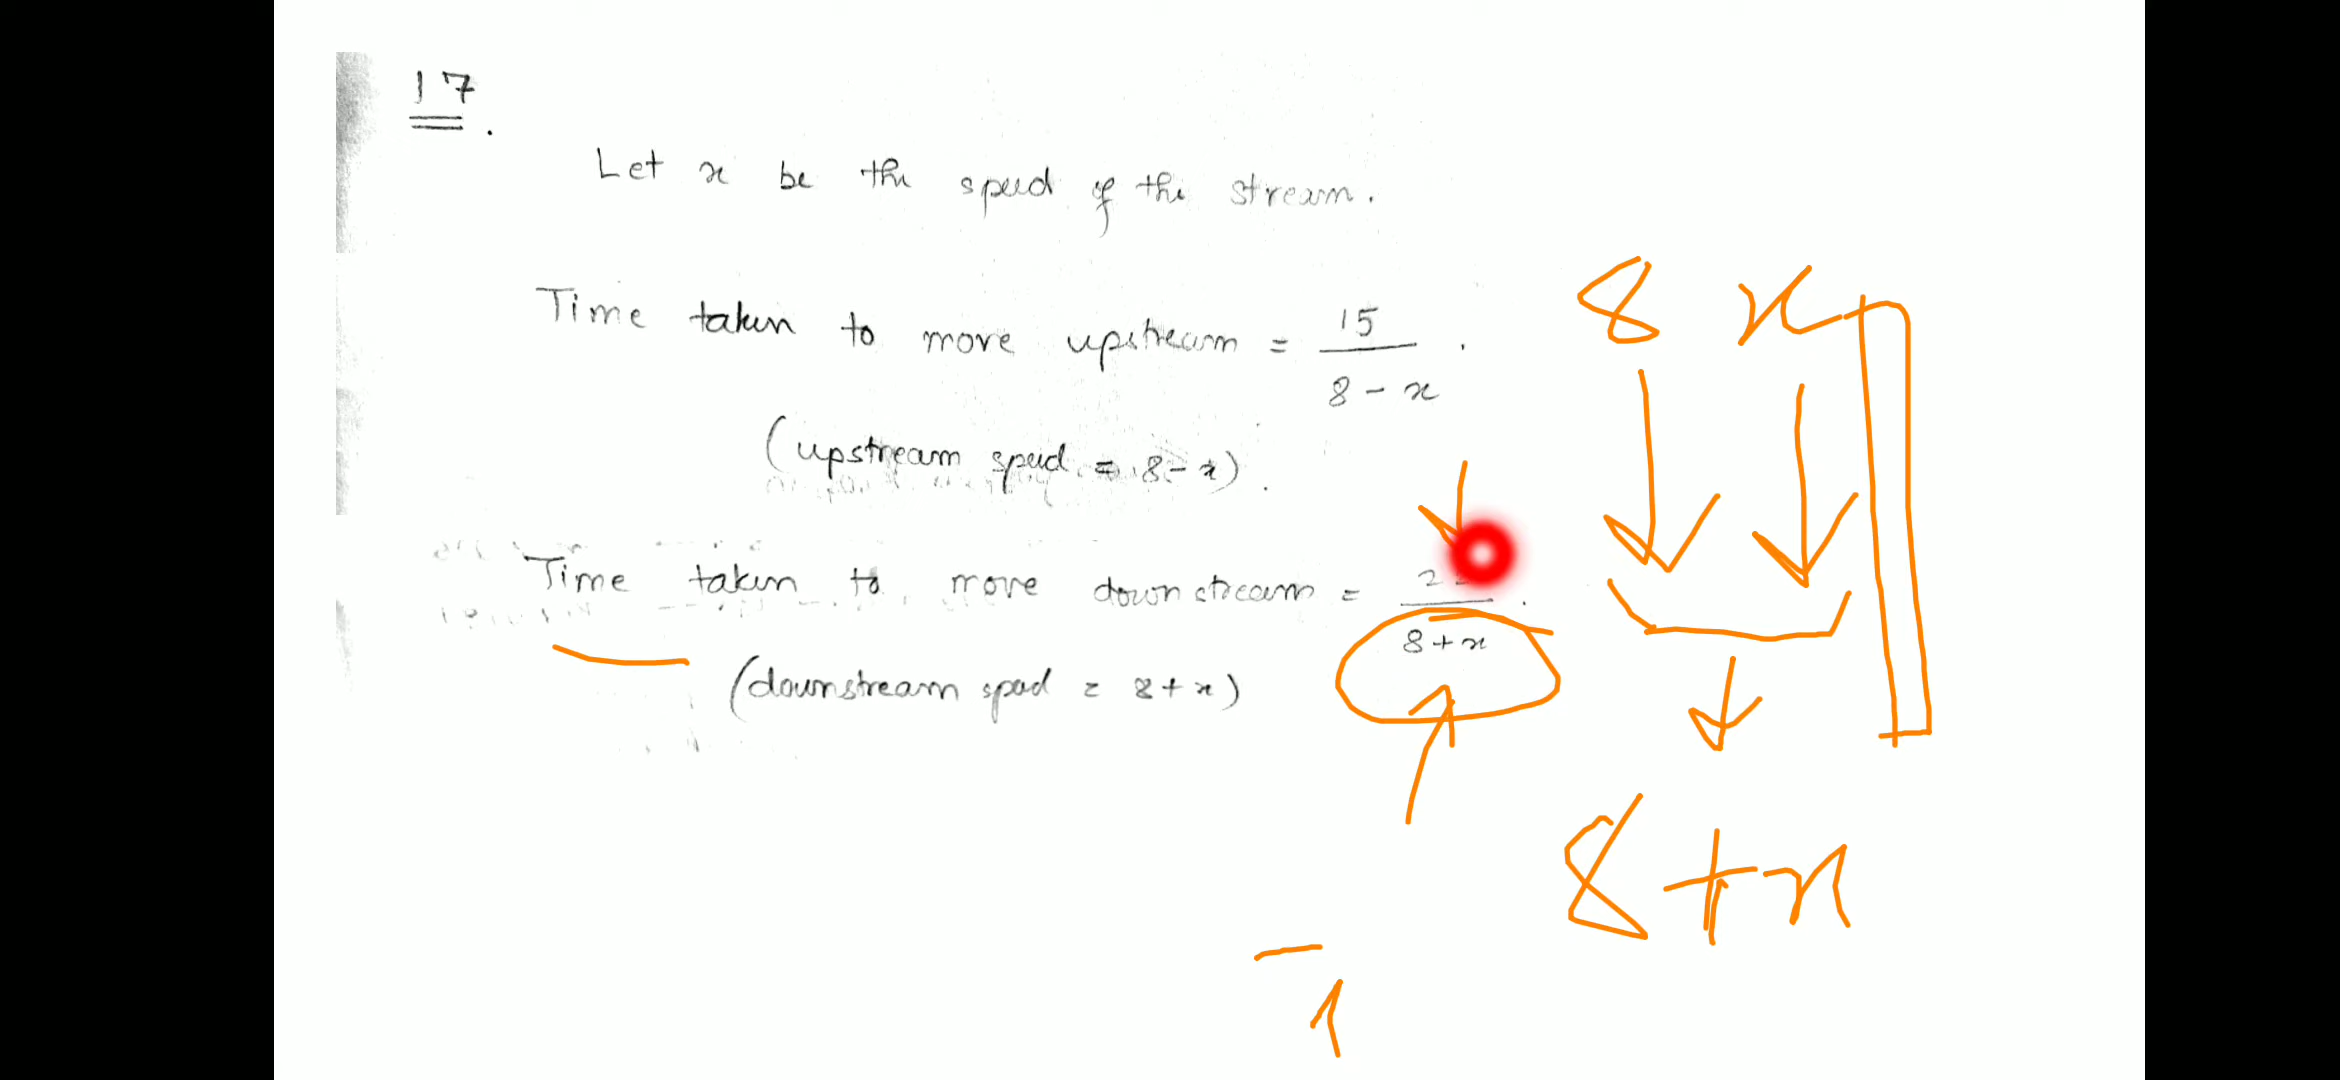 17.
Let x be the speed of the stream.
Time taken to move upstream = 15 / 8 - x .
(upstream speed = 8 - x).
Time taken to move downstream = 2 / 8 + x .
(downstream speed = 8 + x)
8 x
8 + x